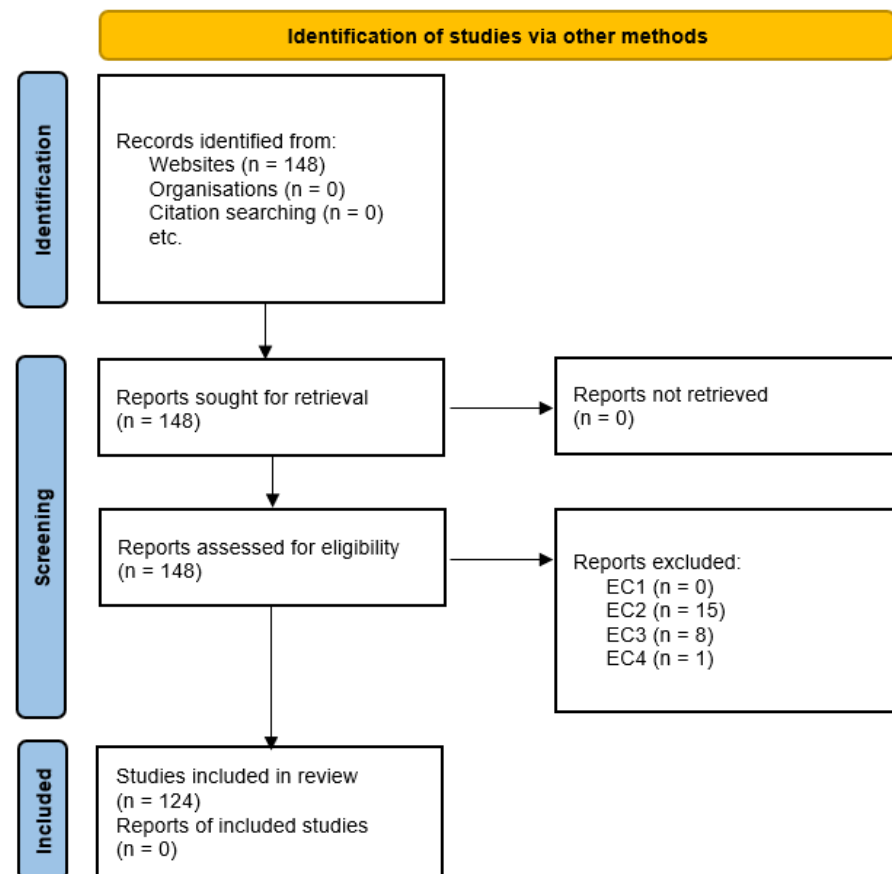 Identification of studies via other methods
Identification
Records identified from:
Websites (n = 148)
Organisations (n = 0)
Citation searching (n = 0)
etc.
Screening
Reports sought for retrieval
(n = 148)
Reports not retrieved
(n = 0)
Reports assessed for eligibility
(n = 148)
Reports excluded:
EC1 (n = 0)
EC2 (n = 15)
EC3 (n = 8)
EC4 (n = 1)
Included
Studies included in review
(n = 124)
Reports of included studies
(n = 0)